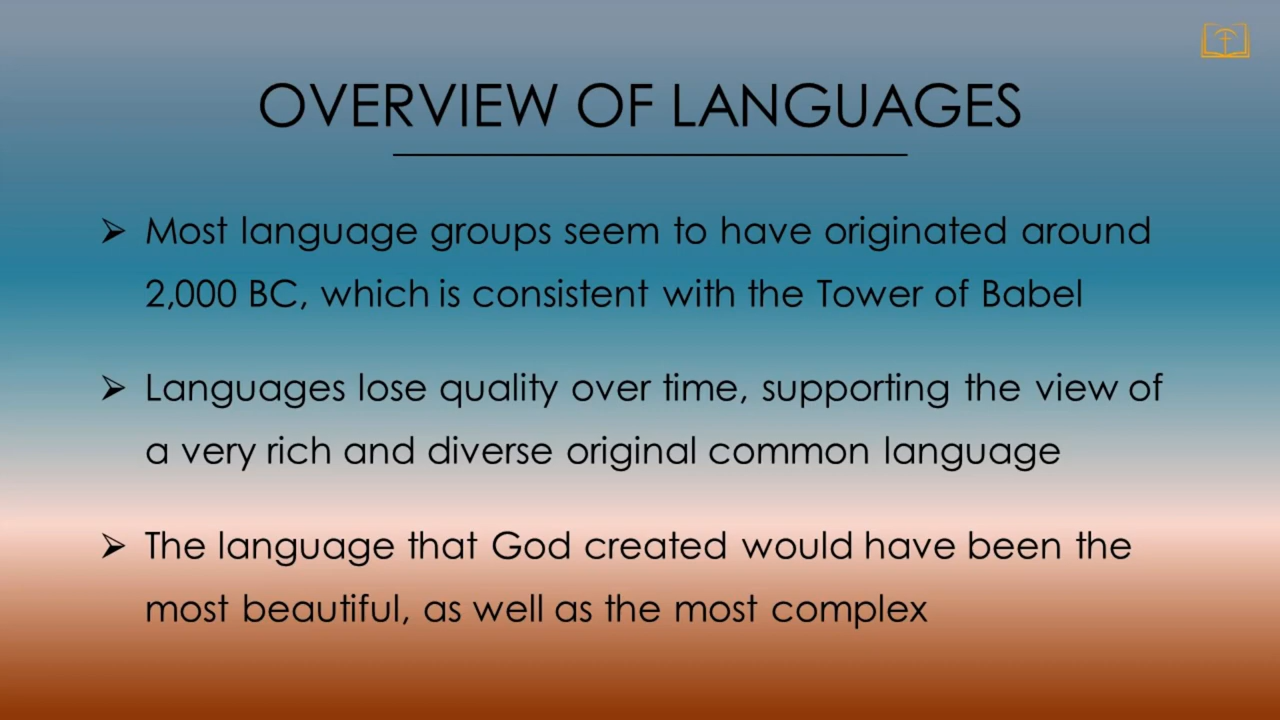 OVERVIEW OF LANGUAGES
➢ Most language groups seem to have originated around
2,000 BC, which is consistent with the Tower of Babel
➢ Languages lose quality over time, supporting the view of
a very rich and diverse original common language
➢ The language that God created would have been the
most beautiful, as well as the most complex